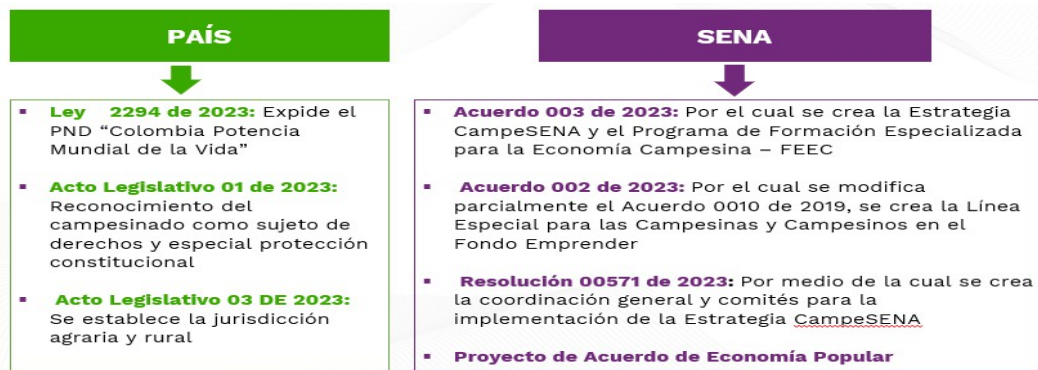 PAÍS
Ley 2294 de 2023: Expide el
PND “Colombia Potencia
Mundial de la Vida”
Acto Legislativo 01 de 2023:
Reconocimiento del
campesinado como sujeto de
derechos y especial protección
constitucional
Acto Legislativo 03 DE 2023:
Se establece la jurisdicción
agraria y rural
SENA
Acuerdo 003 de 2023: Por el cual se crea la Estrategia
CampeSENA y el Programa de Formación Especializada
para la Economía Campesina – FEEC
Acuerdo 002 de 2023: Por el cual se modifica
parcialmente el Acuerdo 0010 de 2019, se crea la Línea
Especial para las Campesinas y Campesinos en el
Fondo Emprender
Resolución 00571 de 2023: Por medio de la cual se crea
la coordinación general y comités para la
implementación de la Estrategia CampeSENA
Proyecto de Acuerdo de Economía Popular